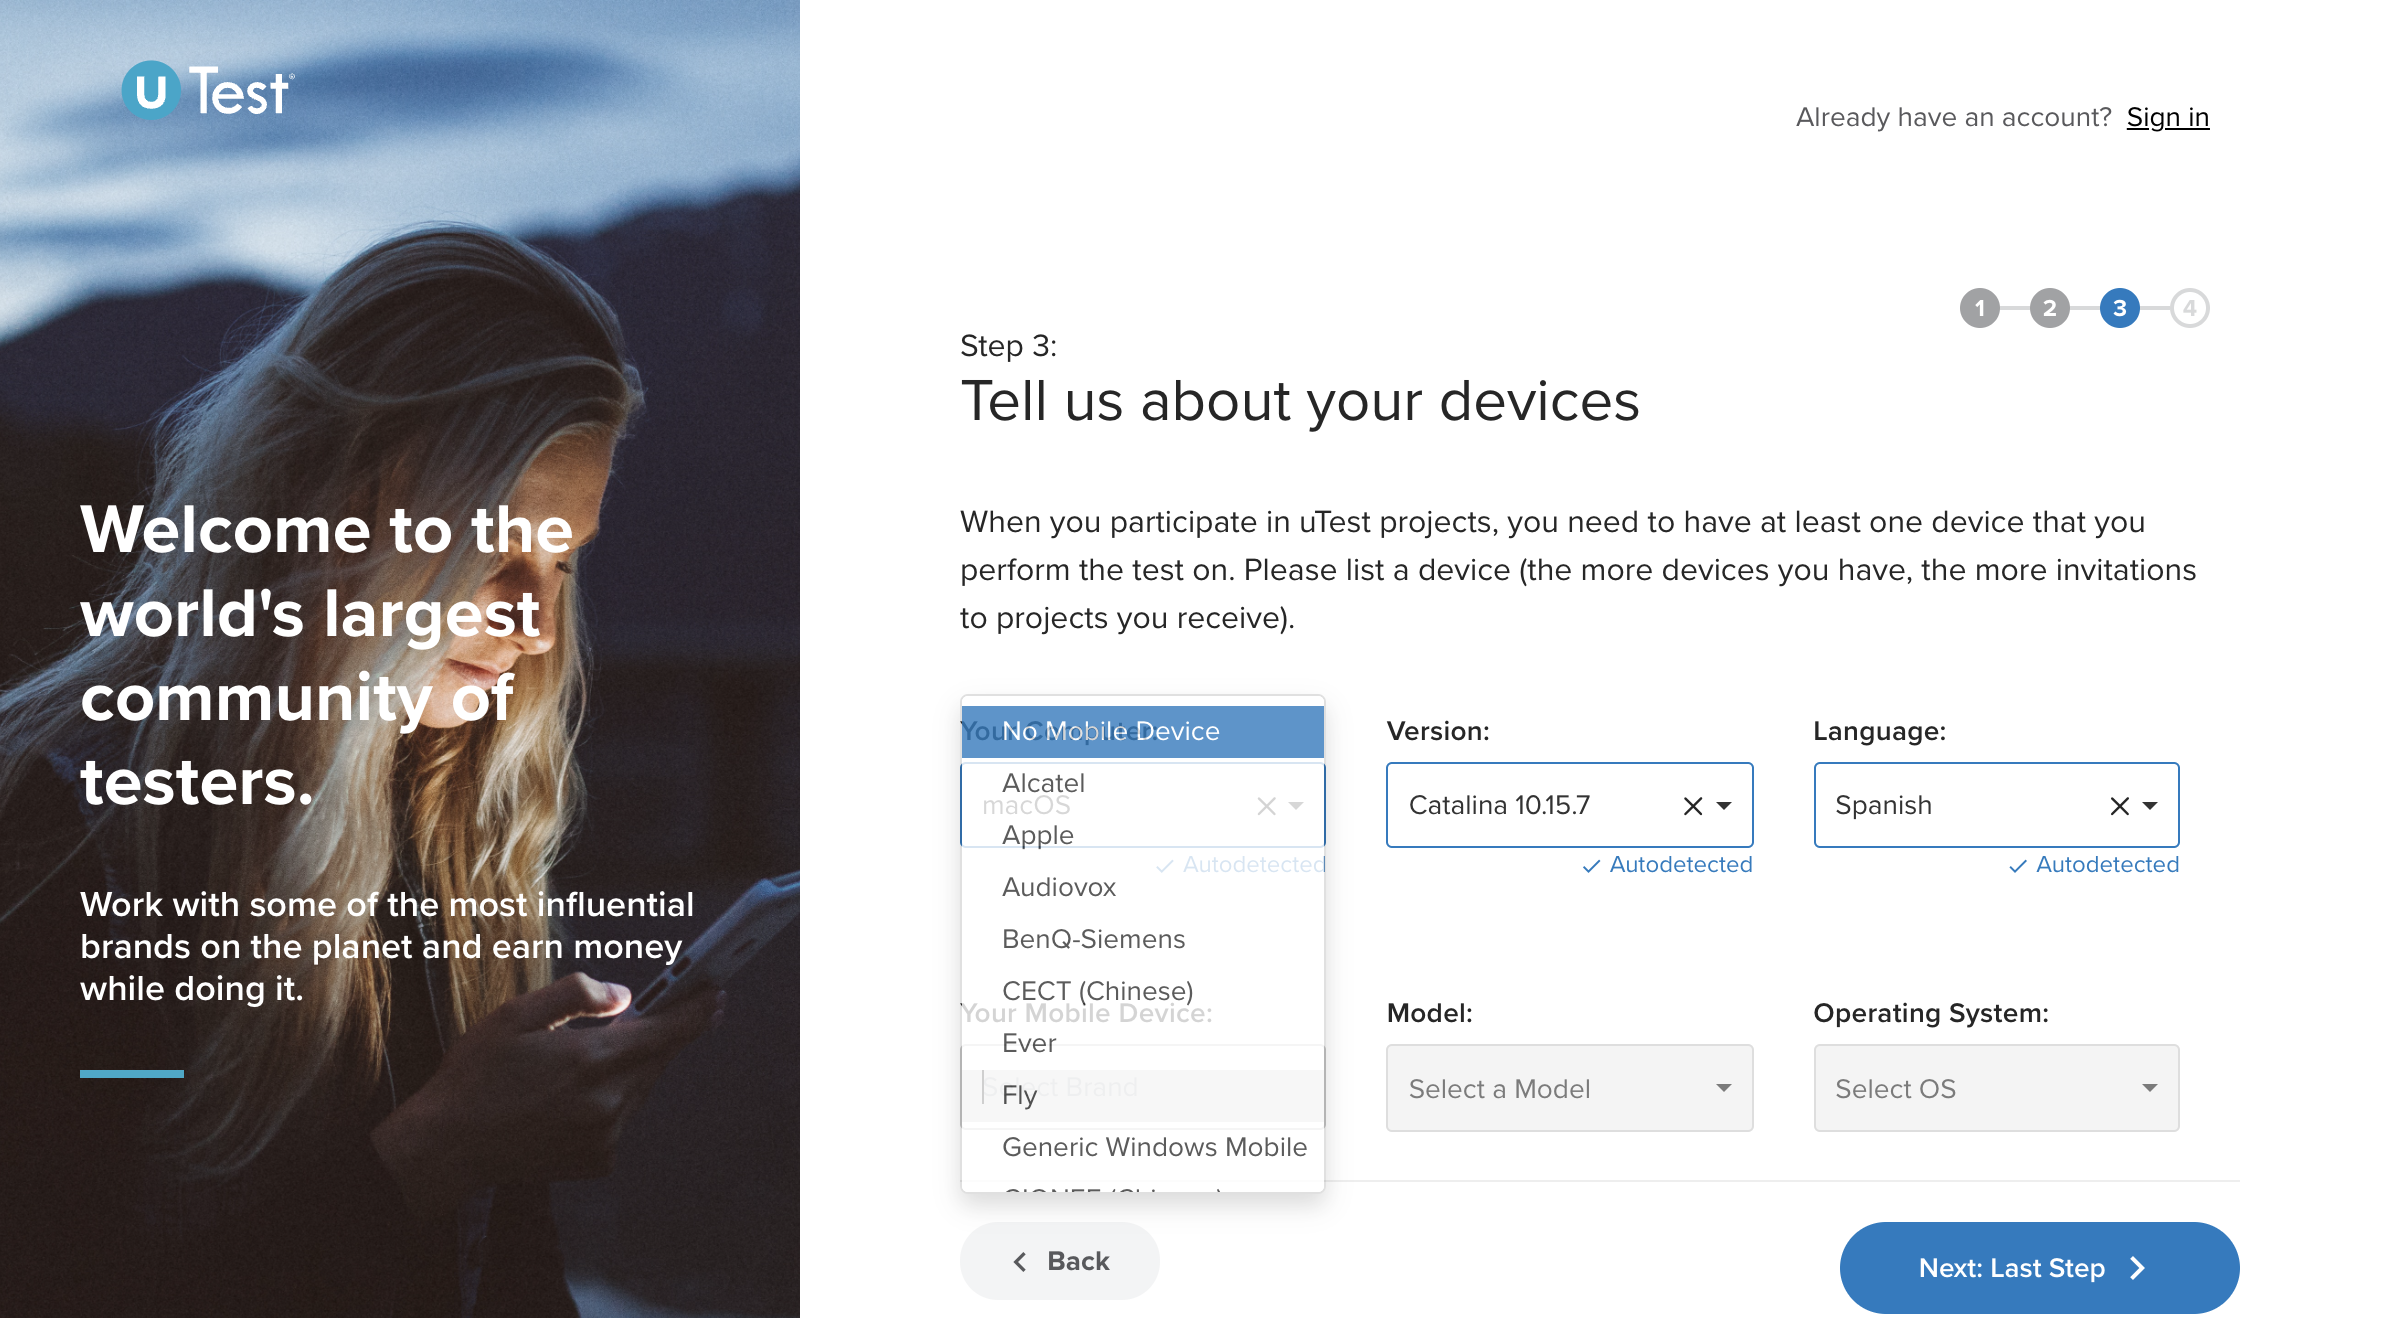 u Test®
Welcome to the
world's largest
community of
testers.
Work with some of the most influential
brands on the planet and earn money
while doing it.
Already have an account? Sign in
1 2 3 4
Step 3:
Tell us about your devices
When you participate in uTest projects, you need to have at least one device that you
perform the test on. Please list a device (the more devices you have, the more invitations
to projects you receive).
Your Computer:
No Mobile Device
Version:
Language:
Alcatel
macOS
Catalina 10.15.7
Spanish
Apple
Autodetected
Autodetected
Autodetected
Audiovox
BenQ-Siemens
CECT (Chinese)
Your Mobile Device:
Model:
Operating System:
Ever
Select Brand
Select a Model
Select OS
Fly
Generic Windows Mobile
GIONEE (Chinese)
Back
Next: Last Step